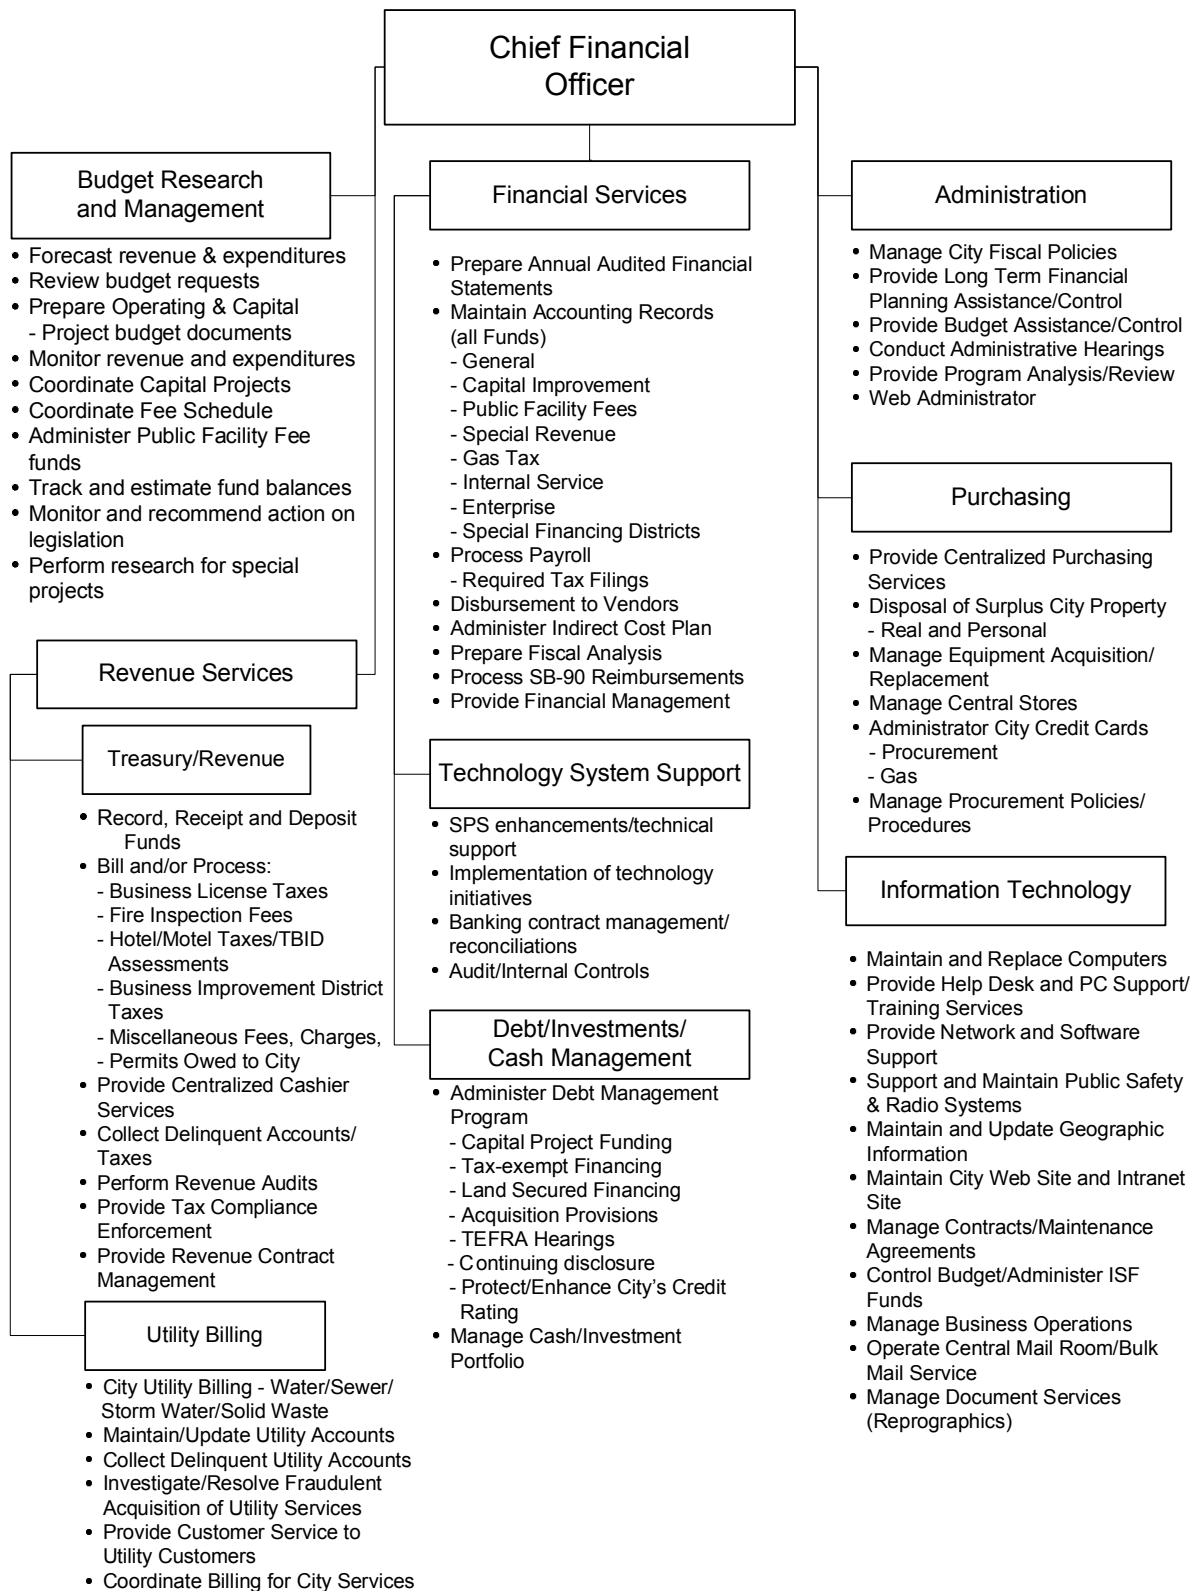 Chief Financial
Officer
Budget Research
and Management
• Forecast revenue & expenditures
• Review budget requests
• Prepare Operating & Capital
- Project budget documents
• Monitor revenue and expenditures
• Coordinate Capital Projects
• Coordinate Fee Schedule
• Administer Public Facility Fee
funds
• Track and estimate fund balances
• Monitor and recommend action on
legislation
• Perform research for special
projects
Revenue Services
Treasury/Revenue
• Record, Receipt and Deposit
Funds
• Bill and/or Process:
- Business License Taxes
- Fire Inspection Fees
- Hotel/Motel Taxes/TBID
Assessments
- Business Improvement District
Taxes
- Miscellaneous Fees, Charges,
- Permits Owed to City
• Provide Centralized Cashier
Services
• Collect Delinquent Accounts/
Taxes
• Perform Revenue Audits
• Provide Tax Compliance
Enforcement
• Provide Revenue Contract
Management
Utility Billing
• City Utility Billing - Water/Sewer/
Storm Water/Solid Waste
• Maintain/Update Utility Accounts
• Collect Delinquent Utility Accounts
• Investigate/Resolve Fraudulent
Acquisition of Utility Services
• Provide Customer Service to
Utility Customers
• Coordinate Billing for City Services
Financial Services
• Prepare Annual Audited Financial
Statements
• Maintain Accounting Records
(all Funds)
- General
- Capital Improvement
- Public Facility Fees
- Special Revenue
- Gas Tax
- Internal Service
- Enterprise
- Special Financing Districts
• Process Payroll
- Required Tax Filings
• Disbursement to Vendors
• Administer Indirect Cost Plan
• Prepare Fiscal Analysis
• Process SB-90 Reimbursements
• Provide Financial Management
Technology System Support
• SPS enhancements/technical
support
• Implementation of technology
initiatives
• Banking contract management/
reconciliations
• Audit/Internal Controls
Debt/Investments/
Cash Management
• Administer Debt Management
Program
- Capital Project Funding
- Tax-exempt Financing
- Land Secured Financing
- Acquisition Provisions
- TEFRA Hearings
- Continuing disclosure
- Protect/Enhance City's Credit
Rating
• Manage Cash/Investment
Portfolio
Administration
• Manage City Fiscal Policies
• Provide Long Term Financial
Planning Assistance/Control
• Provide Budget Assistance/Control
• Conduct Administrative Hearings
• Provide Program Analysis/Review
• Web Administrator
Purchasing
• Provide Centralized Purchasing
Services
• Disposal of Surplus City Property
- Real and Personal
• Manage Equipment Acquisition/
Replacement
• Manage Central Stores
• Administrator City Credit Cards
- Procurement
- Gas
• Manage Procurement Policies/
Procedures
Information Technology
• Maintain and Replace Computers
• Provide Help Desk and PC Support/
Training Services
• Provide Network and Software
Support
• Support and Maintain Public Safety
& Radio Systems
• Maintain and Update Geographic
Information
• Maintain City Web Site and Intranet
Site
• Manage Contracts/Maintenance
Agreements
• Control Budget/Administer ISF
Funds
• Manage Business Operations
• Operate Central Mail Room/Bulk
Mail Service
• Manage Document Services
(Reprographics)